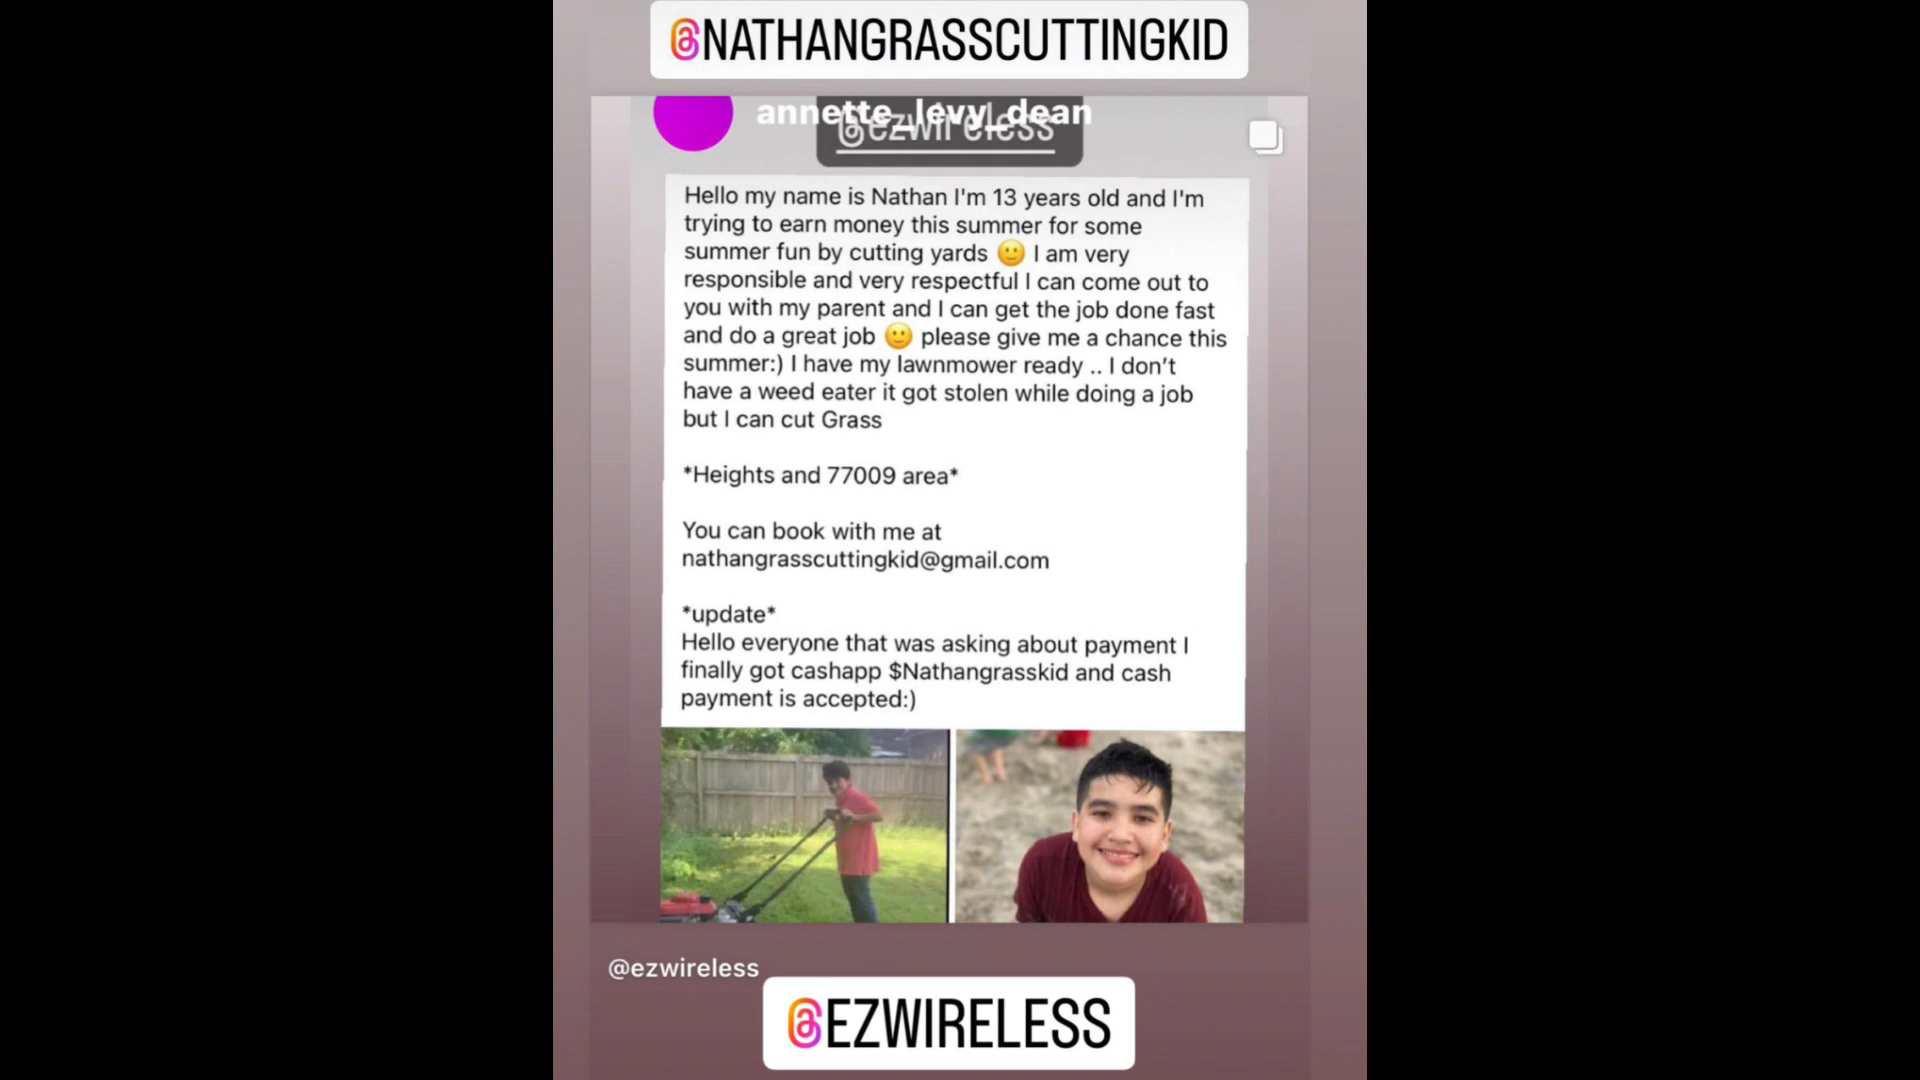 @NATHANGRASSCUTTINGKID
annette_levy_dean
@ezwireless
Hello my name is Nathan I'm 13 years old and I'm
trying to earn money this summer for some
summer fun by cutting yards 🙂 I am very
responsible and very respectful I can come out to
you with my parent and I can get the job done fast
and do a great job 🙂 please give me a chance this
summer:) I have my lawnmower ready .. I don’t
have a weed eater it got stolen while doing a job
but I can cut Grass
*Heights and 77009 area*
You can book with me at
nathangrasscuttingkid@gmail.com
*update*
Hello everyone that was asking about payment I
finally got cashapp $Nathangrasskid and cash
payment is accepted:)
@ezwireless
@EZWIRELESS